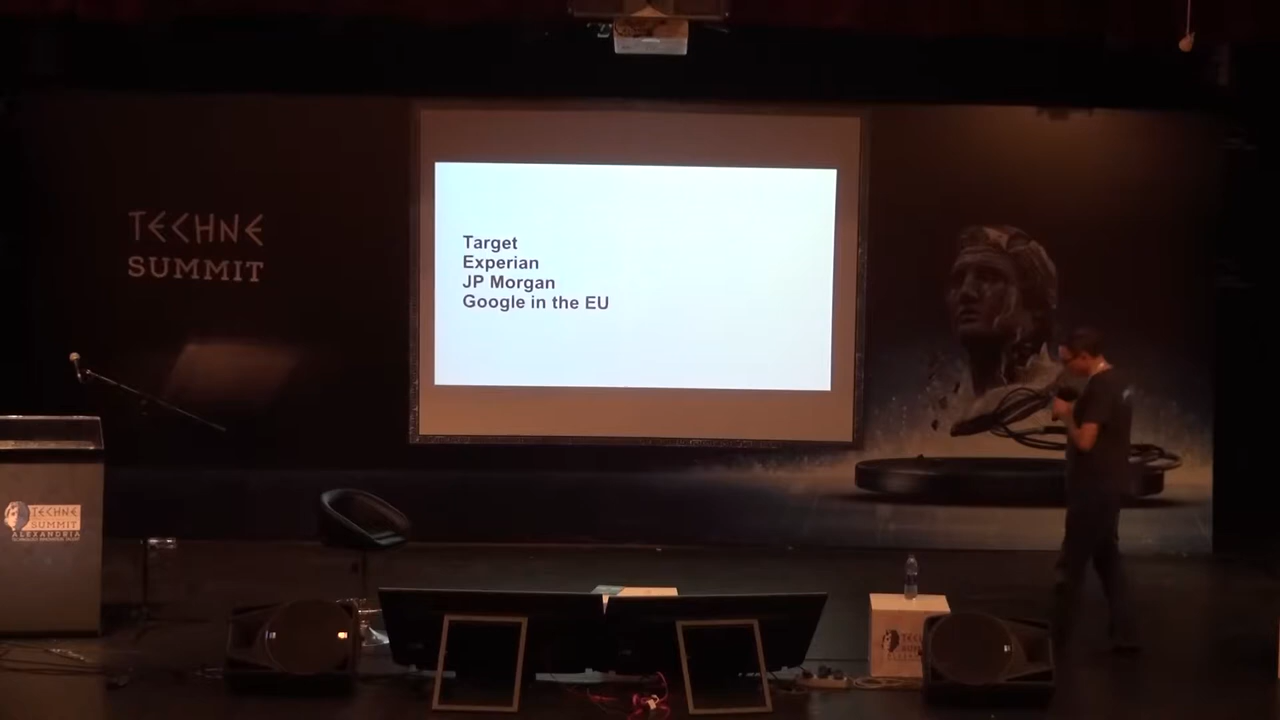 TECHNE
SUMMIT
Target
Experian
JP Morgan
Google in the EU
TECHNE
SUMMIT
ALEXANDRIA